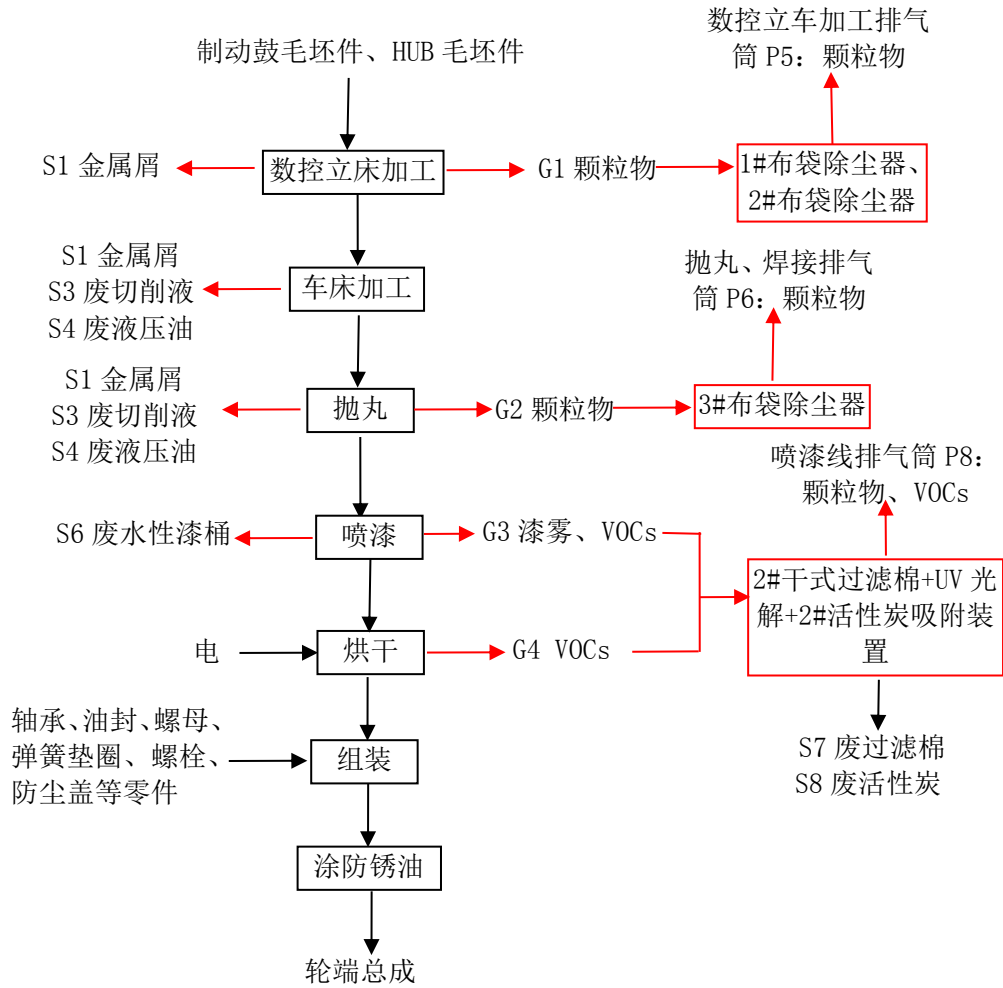 制动鼓毛坯件、HUB 毛坯件
数控立车加工排气
筒 P5：颗粒物
S1 金属屑
数控立床加工
G1 颗粒物
1#布袋除尘器、
2#布袋除尘器
S1 金属屑
S3 废切削液
S4 废液压油
车床加工
抛丸、焊接排气
筒 P6：颗粒物
S1 金属屑
S3 废切削液
S4 废液压油
抛丸
G2 颗粒物
3#布袋除尘器
喷漆线排气筒 P8：
颗粒物、VOCs
S6 废水性漆桶
喷漆
G3 漆雾、VOCs
2#干式过滤棉+UV 光
解+2#活性炭吸附装
置
电
烘干
G4 VOCs
轴承、油封、螺母、
弹簧垫圈、螺栓、
防尘盖等零件
组装
S7 废过滤棉
S8 废活性炭
涂防锈油
轮端总成